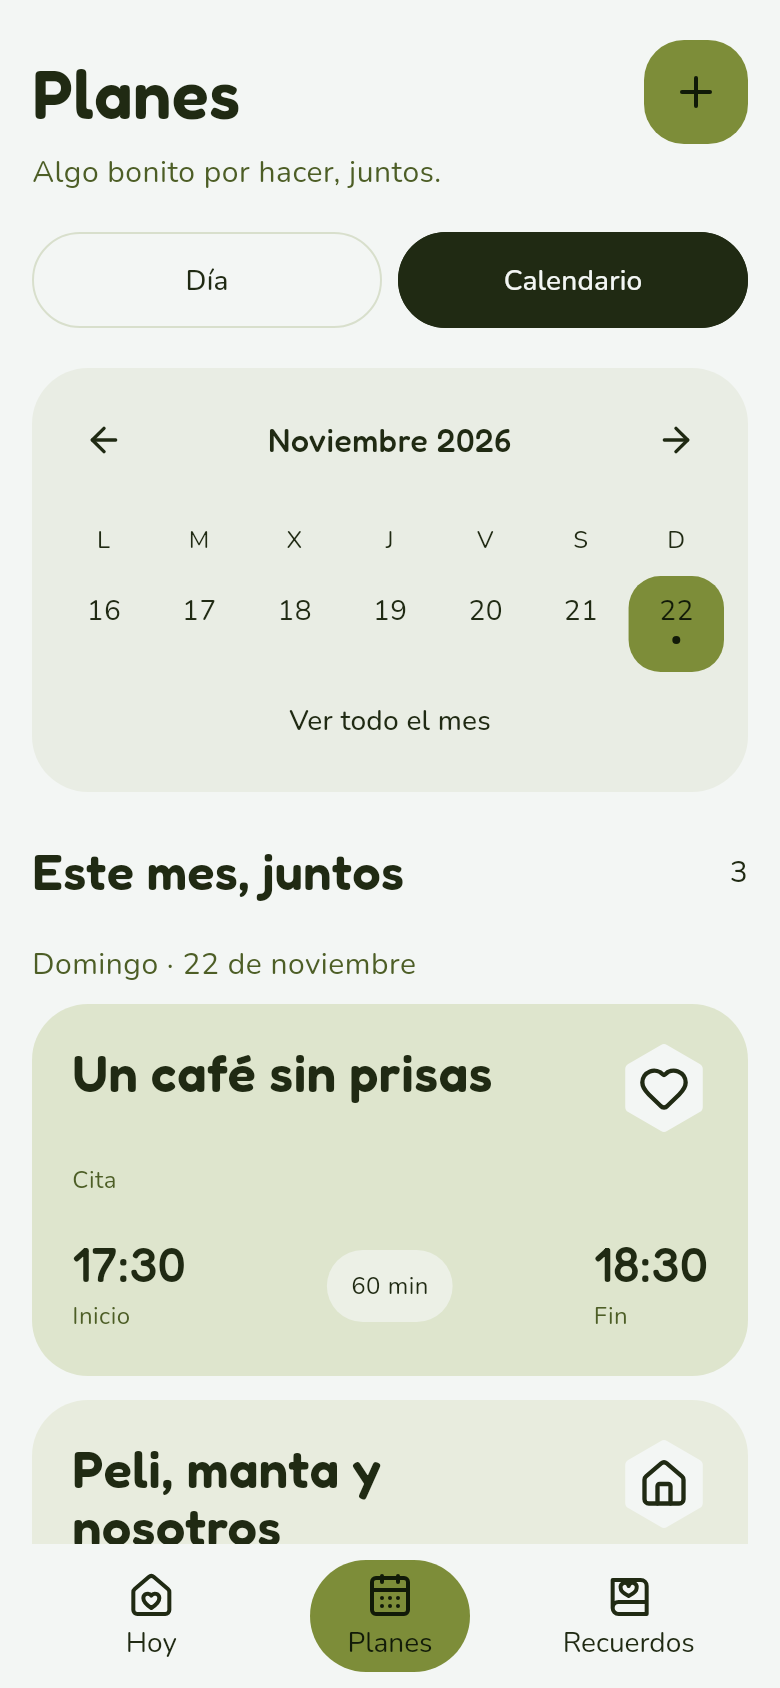 Planes
Algo bonito por hacer, juntos.
Día
Calendario
Noviembre 2026
L M X J V S D
16 17 18 19 20 21 22
Ver todo el mes
Este mes, juntos
3
Domingo · 22 de noviembre
Un café sin prisas
Cita
17:30
60 min
18:30
Inicio
Fin
Peli, manta y
nosotros
Hoy
Planes
Recuerdos